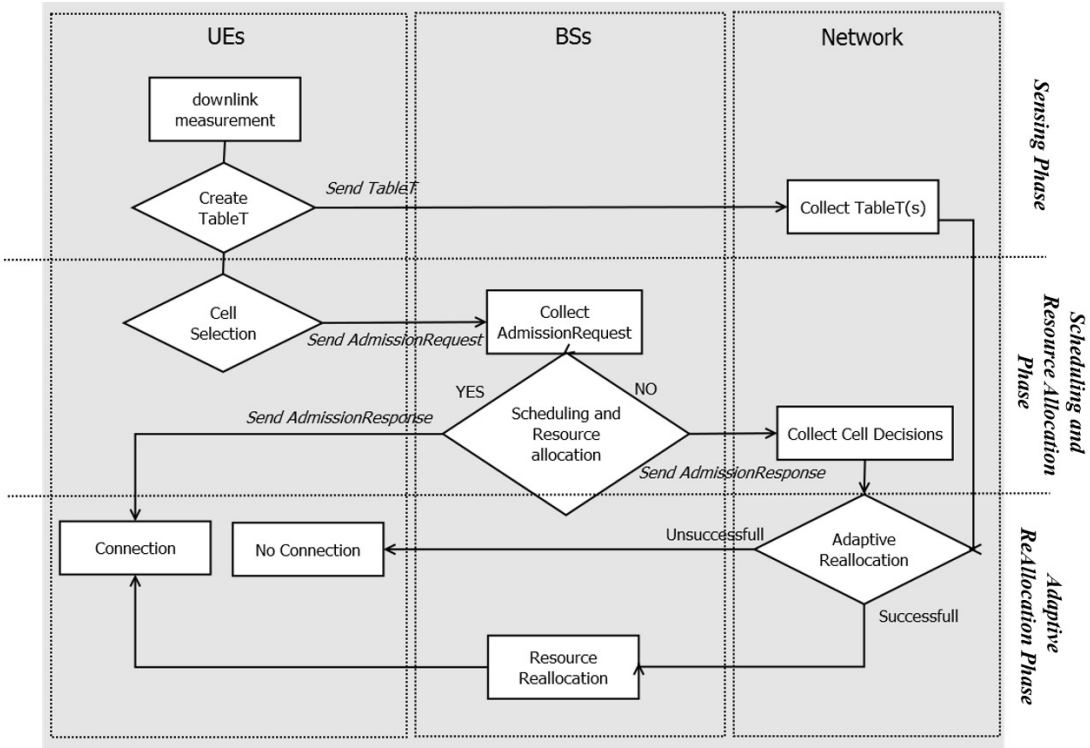 UEs
BSs
Network
downlink
measurement
Create
TableT
Send TableT
Collect TableT(s)
Sensing Phase
Cell
Selection
Send AdmissionRequest
Collect
AdmissionRequest
YES
NO
Scheduling and
Resource
allocation
Send AdmissionResponse
Send AdmissionResponse
Collect Cell Decisions
Scheduling and
Resource Allocation
Phase
Connection
No Connection
Unsuccessfull
Adaptive
Reallocation
Successfull
Resource
Reallocation
Adaptive
ReAllocation Phase